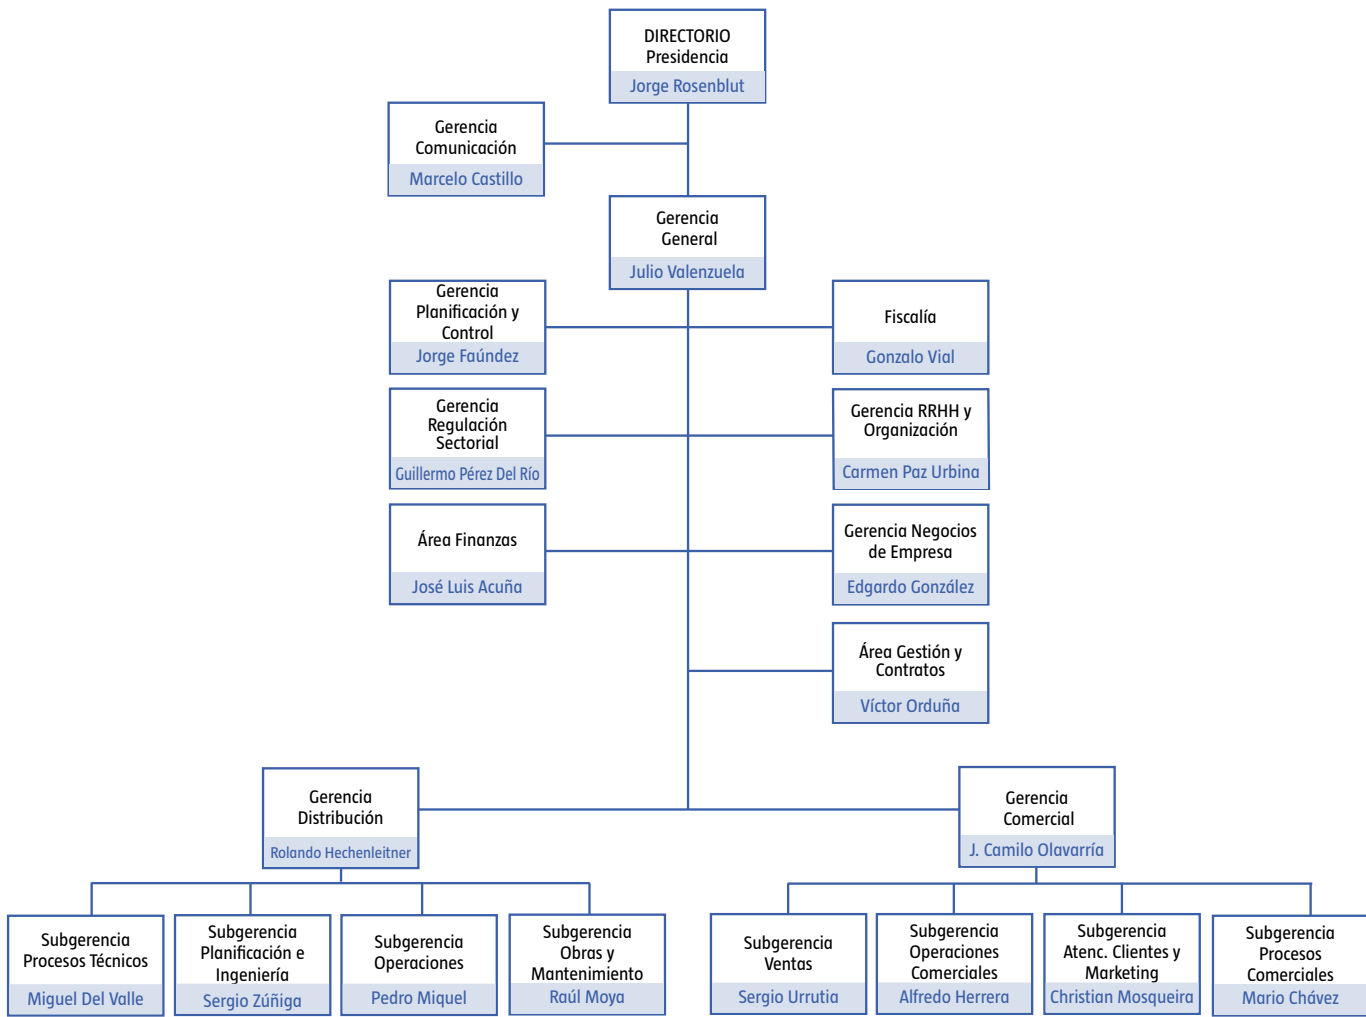 DIRECTORIO
Presidencia
Jorge Rosenblut
Gerencia
Comunicación
Marcelo Castillo
Gerencia
General
Julio Valenzuela
Gerencia
Planificación y
Control
Jorge Faúndez
Fiscalía
Gonzalo Vial
Gerencia
Regulación
Sectorial
Guillermo Pérez Del Río
Gerencia RRHH y
Organización
Carmen Paz Urbina
Área Finanzas
José Luis Acuña
Gerencia Negocios
de Empresa
Edgardo González
Área Gestión y
Contratos
Víctor Orduña
Gerencia
Distribución
Rolando Hechenleitner
Gerencia
Comercial
J. Camilo Olavarría
Subgerencia
Procesos Técnicos
Miguel Del Valle
Subgerencia
Planificación e
Ingeniería
Sergio Zúñiga
Subgerencia
Operaciones
Pedro Miquel
Subgerencia
Obras y
Mantenimiento
Raúl Moya
Subgerencia
Ventas
Sergio Urrutia
Subgerencia
Operaciones
Comerciales
Alfredo Herrera
Subgerencia
Atenc. Clientes y
Marketing
Christian Mosqueira
Subgerencia
Procesos
Comerciales
Mario Chávez